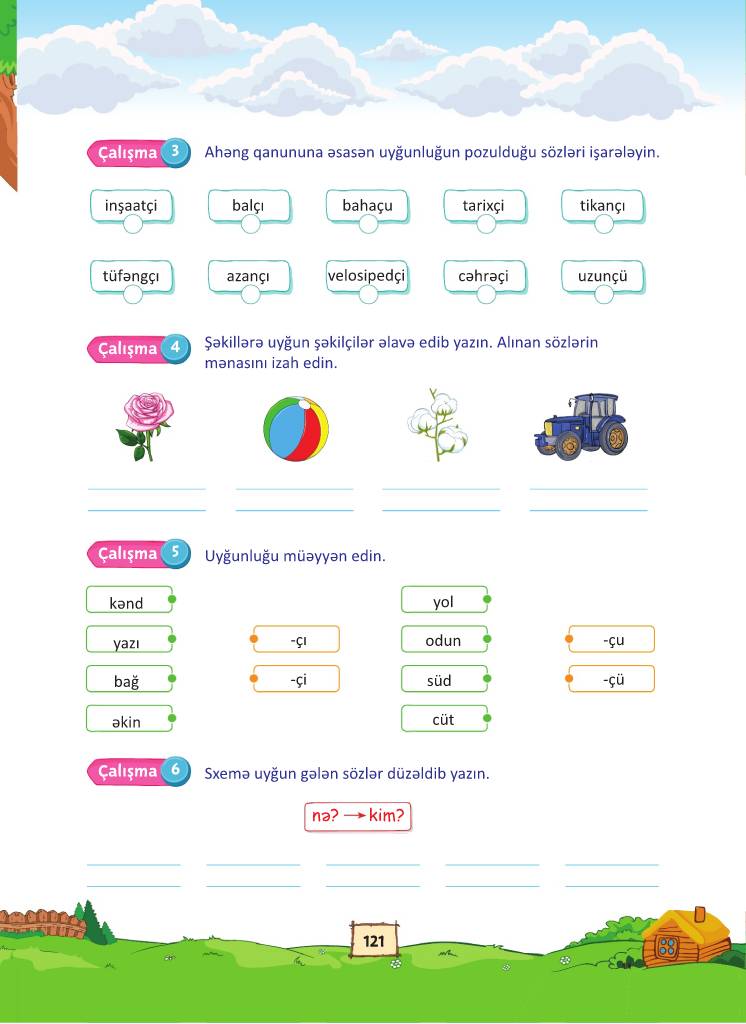 Çalışma 3 Ahəng qanununa əsasən uyğunluğun pozulduğu sözləri işarələyin.
inşaatçi balçı bahaçu tarixçi tikançı
tüfəngçı azançı velosipedçi cəhrəçi uzunçü
Çalışma 4 Şəkillərə uyğun şəkilçilər əlavə edib yazın. Alınan sözlərin
mənasını izah edin.
Çalışma 5 Uyğunluğu müəyyən edin.
kənd yol
yazı -çı odun -çu
bağ -çi süd -çü
əkin cüt
Çalışma 6 Sxemə uyğun gələn sözlər düzəldib yazın.
nə? → kim?
121